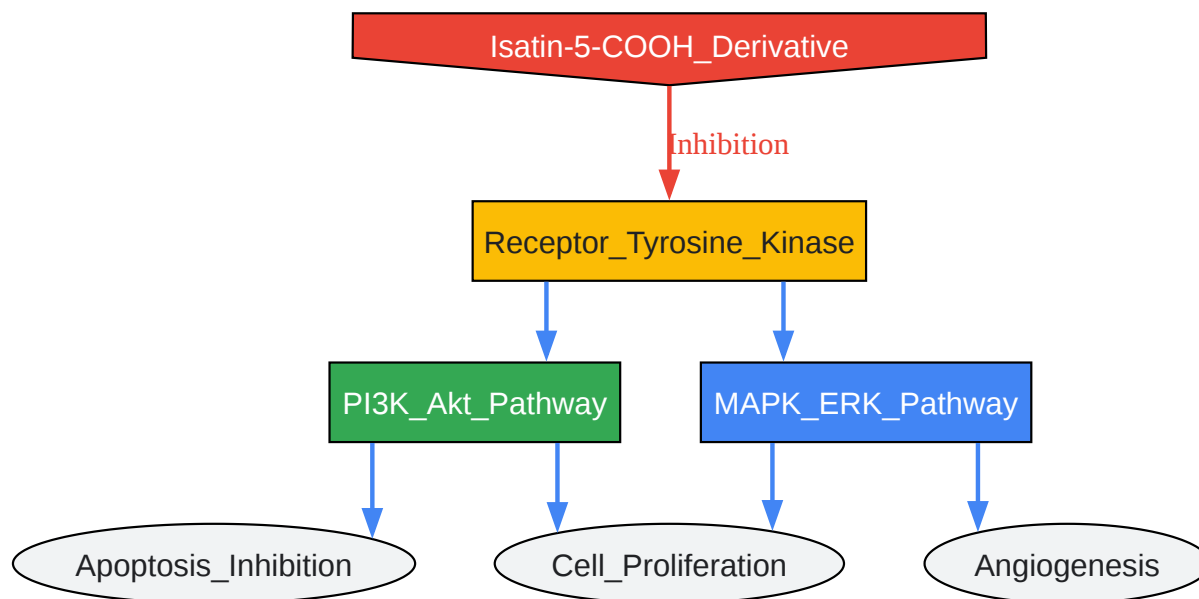 Isatin-5-COOH_Derivative
Inhibition
Receptor_Tyrosine_Kinase
PI3K_Akt_Pathway
MAPK_ERK_Pathway
Apoptosis_Inhibition
Cell_Proliferation
Angiogenesis